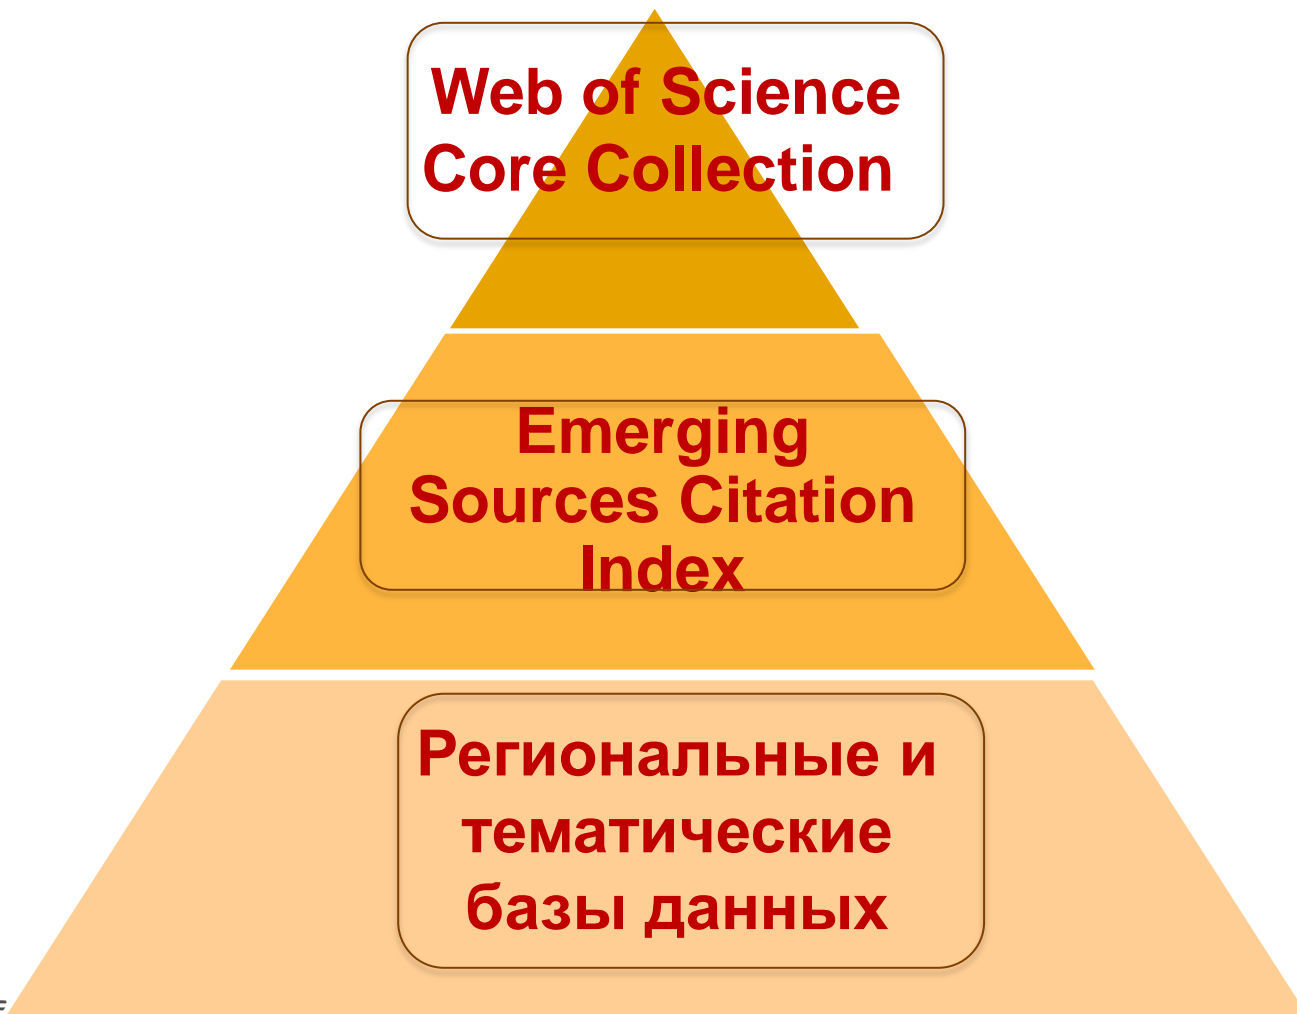 Web of Science
Core Collection
Emerging
Sources Citation
Index
Региональные и
тематические
базы данных